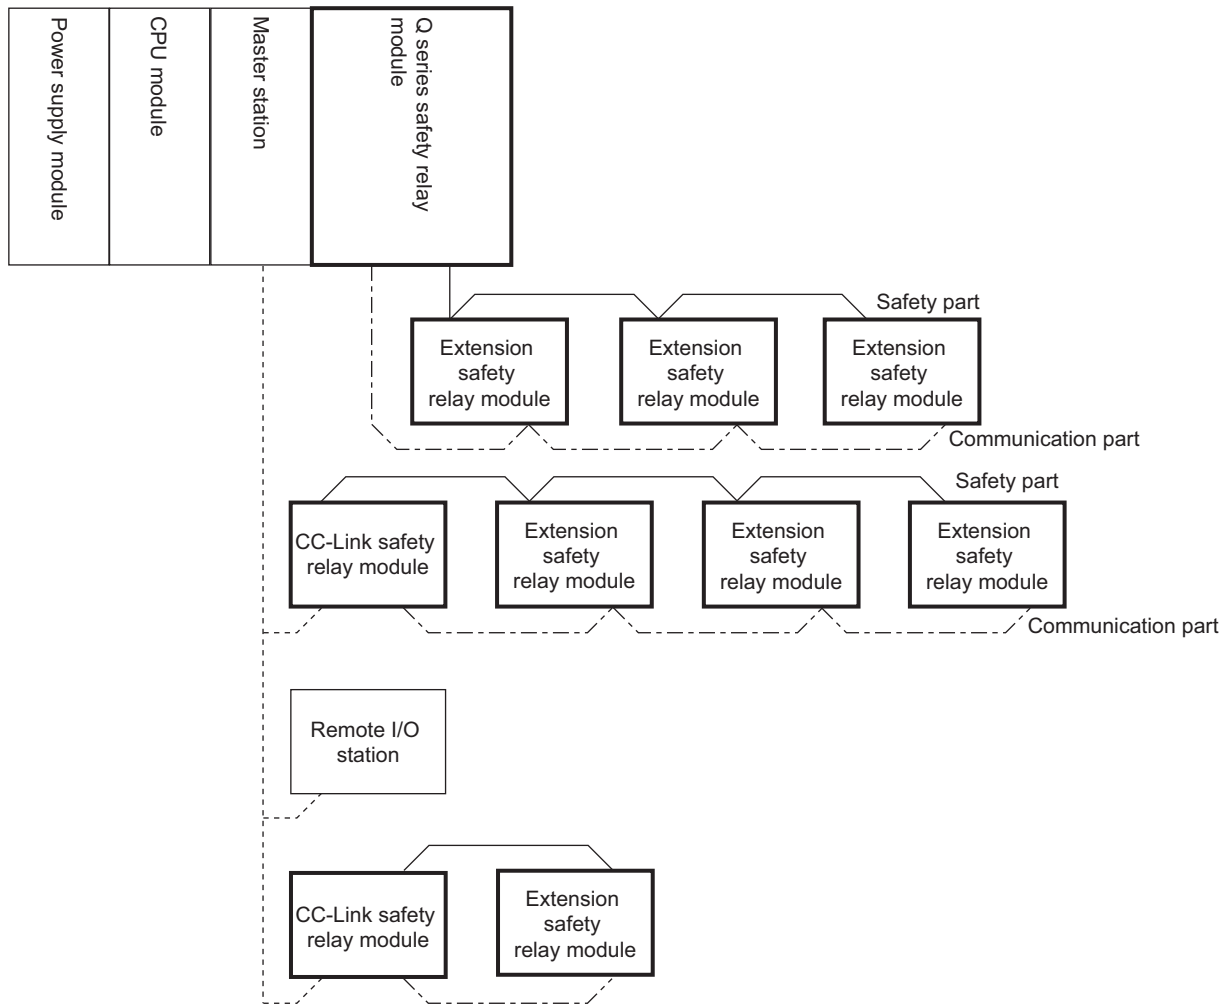 Power supply module
CPU module
Master station
Q series safety relay
module
Safety part
Extension
safety
relay module
Extension
safety
relay module
Extension
safety
relay module
Communication part
Safety part
CC-Link safety
relay module
Extension
safety
relay module
Extension
safety
relay module
Extension
safety
relay module
Communication part
Remote I/O
station
CC-Link safety
relay module
Extension
safety
relay module